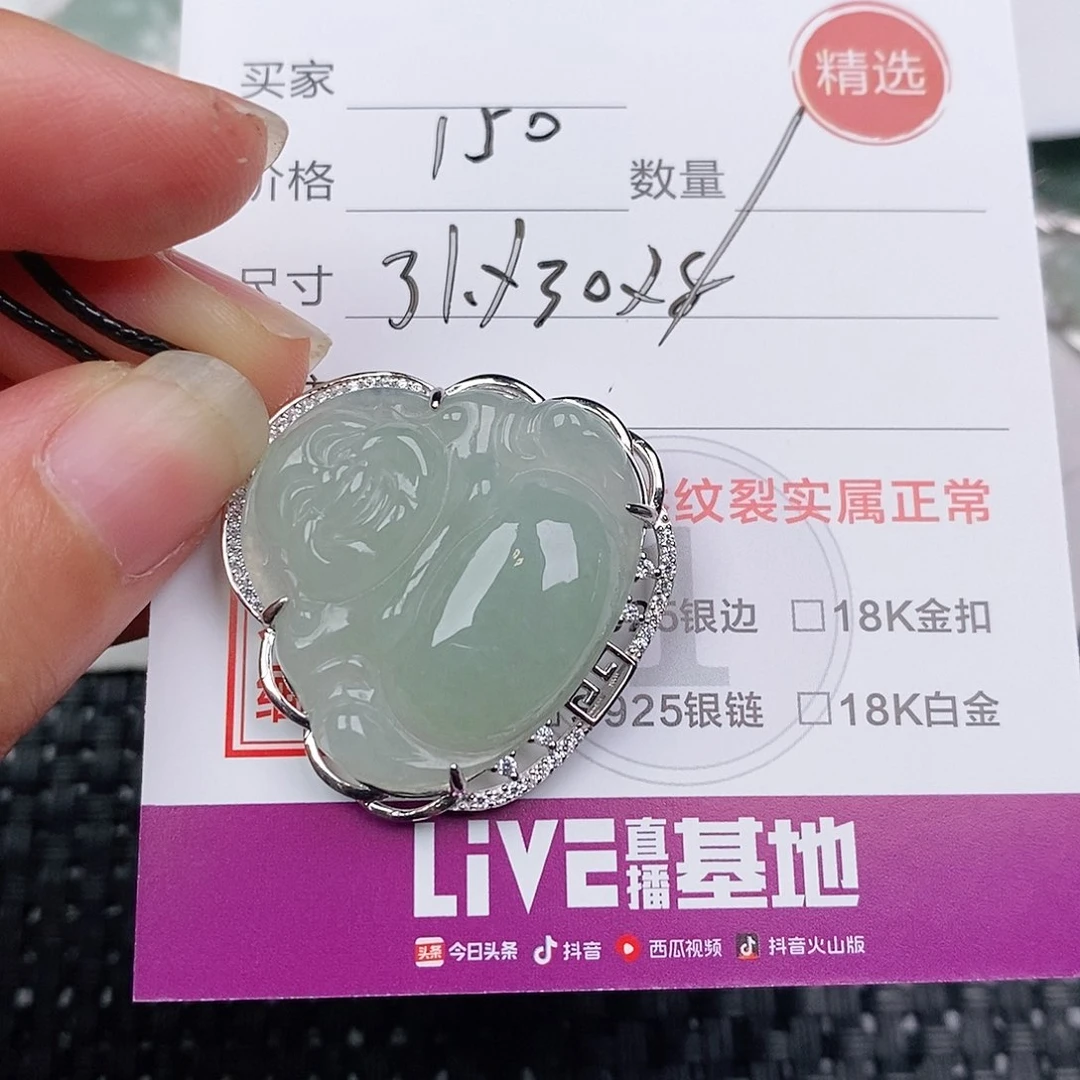 精选
买家
价格 150 数量
尺寸 31x30x8
纹裂实属正常
银边 □18K金扣
925银链 □18K白金
LiVE直播基地
头条 今日头条 抖音 西瓜视频 抖音火山版